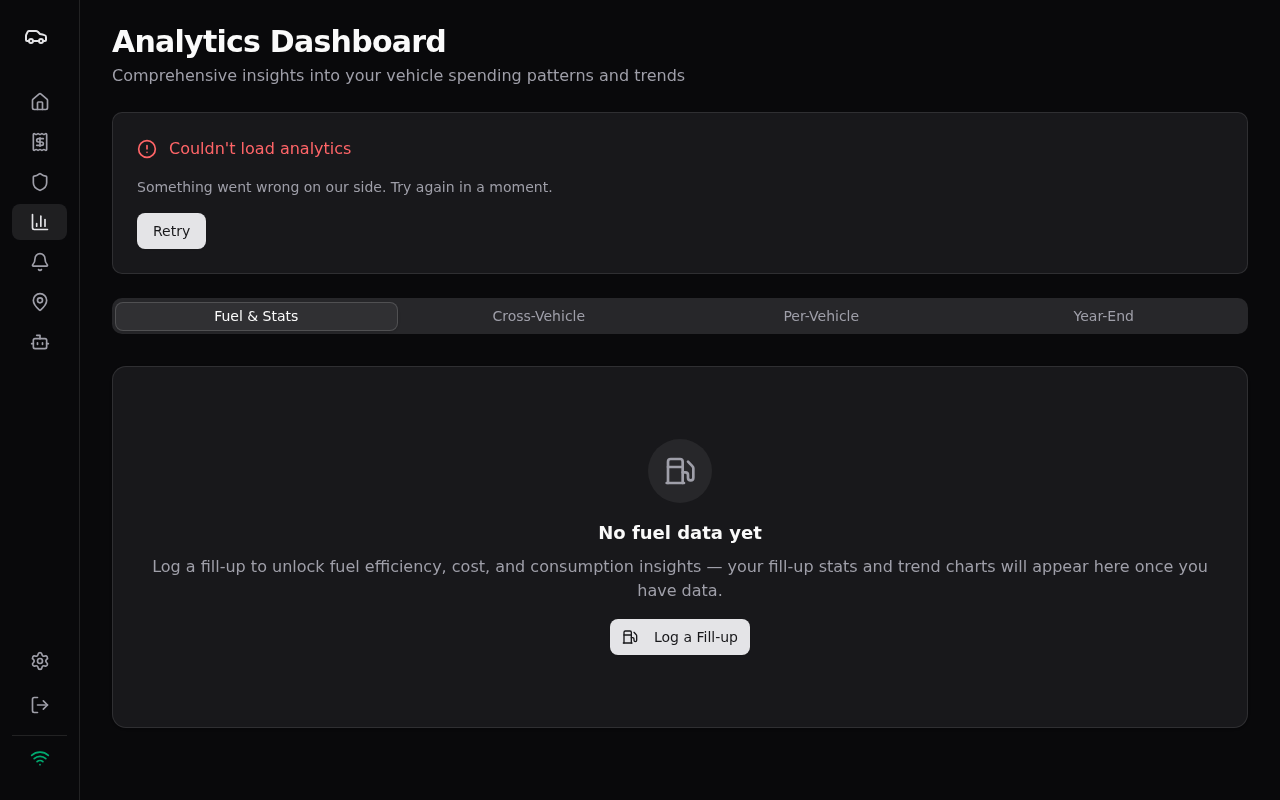 Analytics Dashboard
Comprehensive insights into your vehicle spending patterns and trends
Couldn't load analytics
Something went wrong on our side. Try again in a moment.
Retry
Fuel & Stats
Cross-Vehicle
Per-Vehicle
Year-End
No fuel data yet
Log a fill-up to unlock fuel efficiency, cost, and consumption insights — your fill-up stats and trend charts will appear here once you
have data.
Log a Fill-up